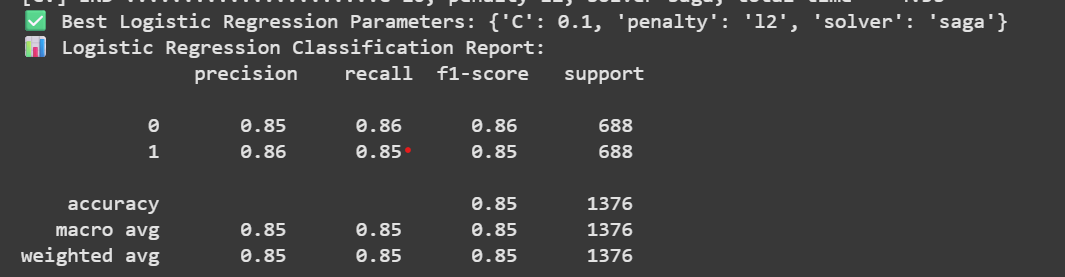 ✅ Best Logistic Regression Parameters: {'C': 0.1, 'penalty': 'l2', 'solver': 'saga'}
📊 Logistic Regression Classification Report:
precision recall f1-score support
0 0.85 0.86 0.86 688
1 0.86 0.85 0.85 688
accuracy 0.85 1376
macro avg 0.85 0.85 0.85 1376
weighted avg 0.85 0.85 0.85 1376